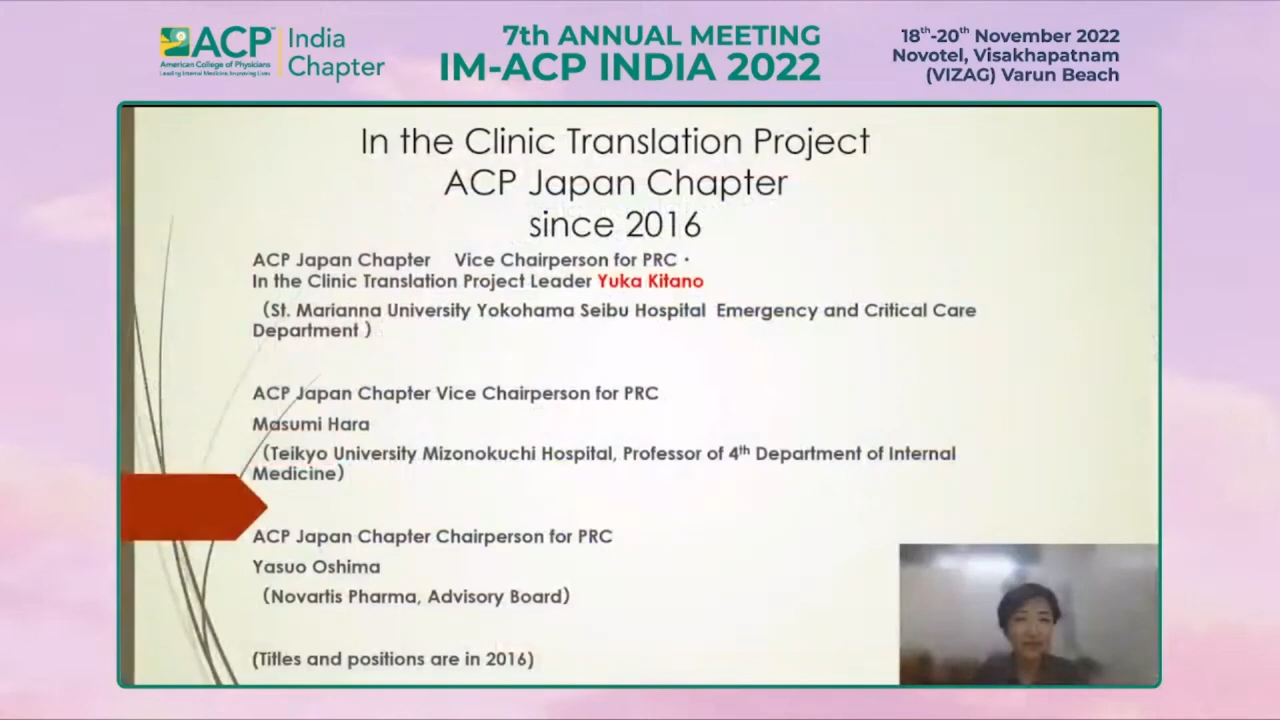 ACP
American College of Physicians
Leading Internal Medicine, Improving Lives
India
Chapter
7th ANNUAL MEETING
IM-ACP INDIA 2022
18th-20th November 2022
Novotel, Visakhapatnam
(VIZAG) Varun Beach
In the Clinic Translation Project
ACP Japan Chapter
since 2016
ACP Japan Chapter Vice Chairperson for PRC・
In the Clinic Translation Project Leader Yuka Kitano
(St. Marianna University Yokohama Seibu Hospital Emergency and Critical Care
Department )
ACP Japan Chapter Vice Chairperson for PRC
Masumi Hara
(Teikyo University Mizonokuchi Hospital, Professor of 4th Department of Internal
Medicine)
ACP Japan Chapter Chairperson for PRC
Yasuo Oshima
(Novartis Pharma, Advisory Board)
(Titles and positions are in 2016)